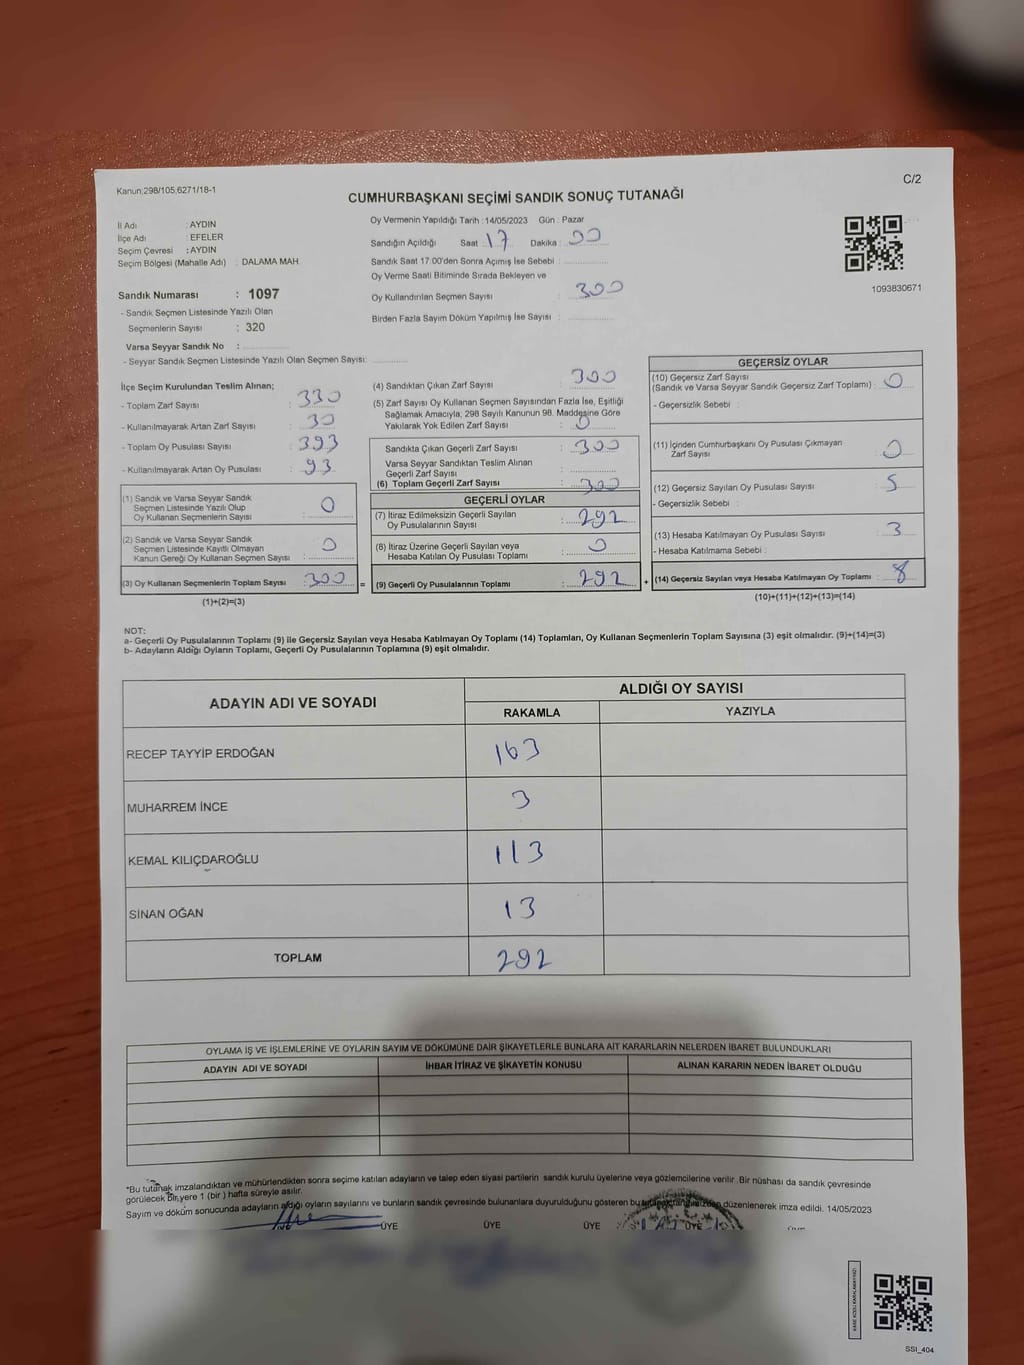 Kanun;298/105,6271/18-1
C/2
CUMHURBAŞKANI SEÇİMİ SANDIK SONUÇ TUTANAĞI
İl Adı : AYDIN
İlçe Adı : EFELER
Seçim Çevresi : AYDIN
Seçim Bölgesi (Mahalle Adı) : DALAMA MAH.
Sandık Numarası : 1097
- Sandık Seçmen Listesinde Yazılı Olan
Seçmenlerin Sayısı : 320
Varsa Seyyar Sandık No :
- Seyyar Sandık Seçmen Listesinde Yazılı Olan Seçmen Sayısı:
Oy Vermenin Yapıldığı Tarih : 14/05/2023 Gün : Pazar
Sandığın Açıldığı Saat 17 Dakika : 00
Sandık Saat 17:00'den Sonra Açımış İse Sebebi :
Oy Verme Saati Bitiminde Sırada Bekleyen ve
Oy Kullandırılan Seçmen Sayısı : 300
Birden Fazla Sayım Döküm Yapılmış İse Sayısı :
1093830671
İlçe Seçim Kurulundan Teslim Alınan;
- Toplam Zarf Sayısı : 330
- Kullanılmayarak Artan Zarf Sayısı : 30
- Toplam Oy Pusulası Sayısı : 393
- Kullanılmayarak Artan Oy Pusulası : 93
(1) Sandık ve Varsa Seyyar Sandık
Seçmen Listesinde Yazılı Olup
Oy Kullanan Seçmenlerin Sayısı : 0
(2) Sandık ve Varsa Seyyar Sandık
Seçmen Listesinde Kayıtlı Olmayan
Kanun Gereği Oy Kullanan Seçmen Sayısı : 0
(3) Oy Kullanan Seçmenlerin Toplam Sayısı : 300 =
(1)+(2)=(3)
(4) Sandıktan Çıkan Zarf Sayısı : 300
(5) Zarf Sayısı Oy Kullanan Seçmen Sayısından Fazla İse, Eşitliği
Sağlamak Amacıyla, 298 Sayılı Kanunun 98. Maddesine Göre
Yakılarak Yok Edilen Zarf Sayısı : 0
Sandıkta Çıkan Geçerli Zarf Sayısı : 300
Varsa Seyyar Sandıktan Teslim Alınan
Geçerli Zarf Sayısı :
(6) Toplam Geçerli Zarf Sayısı : 300
GEÇERLİ OYLAR
(7) İtiraz Edilmeksizin Geçerli Sayılan
Oy Pusulalarının Sayısı : 292
(8) İtiraz Üzerine Geçerli Sayılan veya
Hesaba Katılan Oy Pusulası Toplamı : 0
(9) Geçerli Oy Pusulalarının Toplamı : 292 +
GEÇERSİZ OYLAR
(10) Geçersiz Zarf Sayısı
(Sandık ve Varsa Seyyar Sandık Geçersiz Zarf Toplamı) : 0
- Geçersizlik Sebebi :
(11) İçinden Cumhurbaşkanı Oy Pusulası Çıkmayan
Zarf Sayısı : 0
(12) Geçersiz Sayılan Oy Pusulası Sayısı : 5
- Geçersizlik Sebebi :
(13) Hesaba Katılmayan Oy Pusulası Sayısı : 3
- Hesaba Katılmama Sebebi :
(14) Geçersiz Sayılan veya Hesaba Katılmayan Oy Toplamı : 8
(10)+(11)+(12)+(13)=(14)
NOT:
a- Geçerli Oy Pusulalarının Toplamı (9) ile Geçersiz Sayılan veya Hesaba Katılmayan Oy Toplamı (14) Toplamları, Oy Kullanan Seçmenlerin Toplam Sayısına (3) eşit olmalıdır. (9)+(14)=(3)
b- Adayların Aldığı Oyların Toplamı, Geçerli Oy Pusulalarının Toplamına (9) eşit olmalıdır.
ADAYIN ADI VE SOYADI
ALDIĞI OY SAYISI
RAKAMLA YAZIYLA
RECEP TAYYİP ERDOĞAN 163
MUHARREM İNCE 3
KEMAL KILIÇDAROĞLU 113
SİNAN OĞAN 13
TOPLAM 292
OYLAMA İŞ VE İŞLEMLERİNE VE OYLARIN SAYIM VE DÖKÜMÜNE DAİR ŞİKAYETLERLE BUNLARA AİT KARARLARIN NELERDEN İBARET BULUNDUKLARI
ADAYIN ADI VE SOYADI İHBAR İTİRAZ VE ŞİKAYETİN KONUSU ALINAN KARARIN NEDEN İBARET OLDUĞU
*Bu tutanak imzalandıktan ve mühürlendikten sonra seçime katılan adayların ve talep eden siyasi partilerin sandık kurulu üyelerine veya gözlemcilerine verilir .Bir nüshası da sandık çevresinde
görülecek bir yere 1 (bir ) hafta süreyle asılır.
Sayım ve döküm sonucunda adayların aldığı oyların sayılarını ve bunların sandık çevresinde bulunanlara duyurulduğunu gösteren bu düzenlenerek imza edildi. 14/05/2023
ÜYE ÜYE ÜYE ÜYE
SSI_404